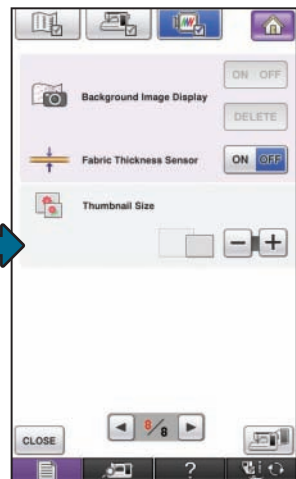 ON OFF
Background Image Display
DELETE
Fabric Thickness Sensor ON OFF
Thumbnail Size
− +
8/8
CLOSE
?